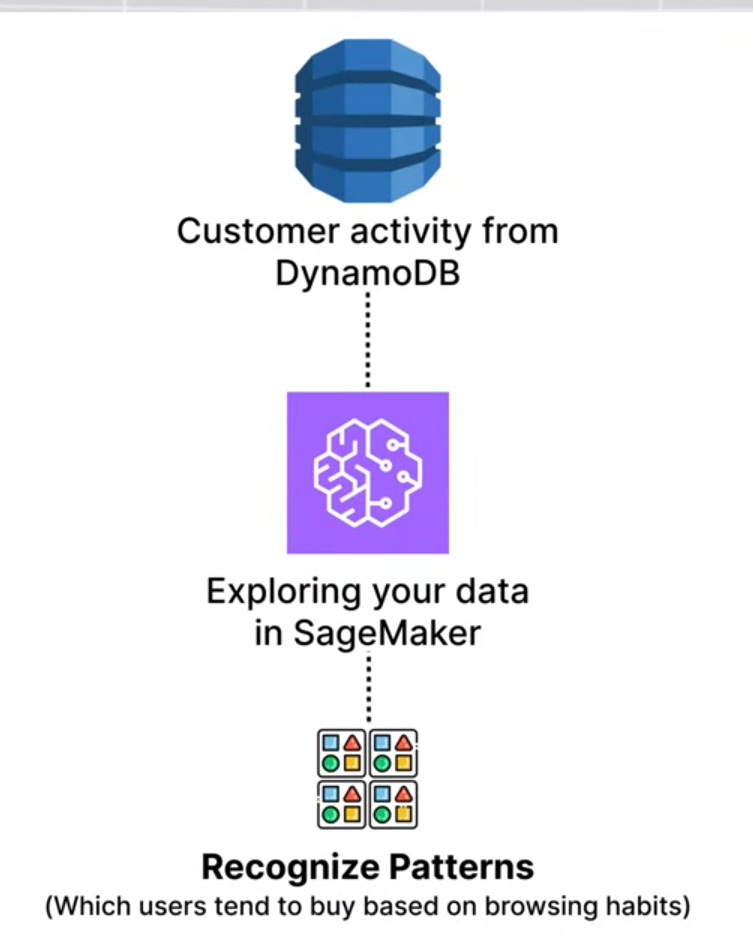 Customer activity from
DynamoDB
Exploring your data
in SageMaker
Recognize Patterns
(Which users tend to buy based on browsing habits)